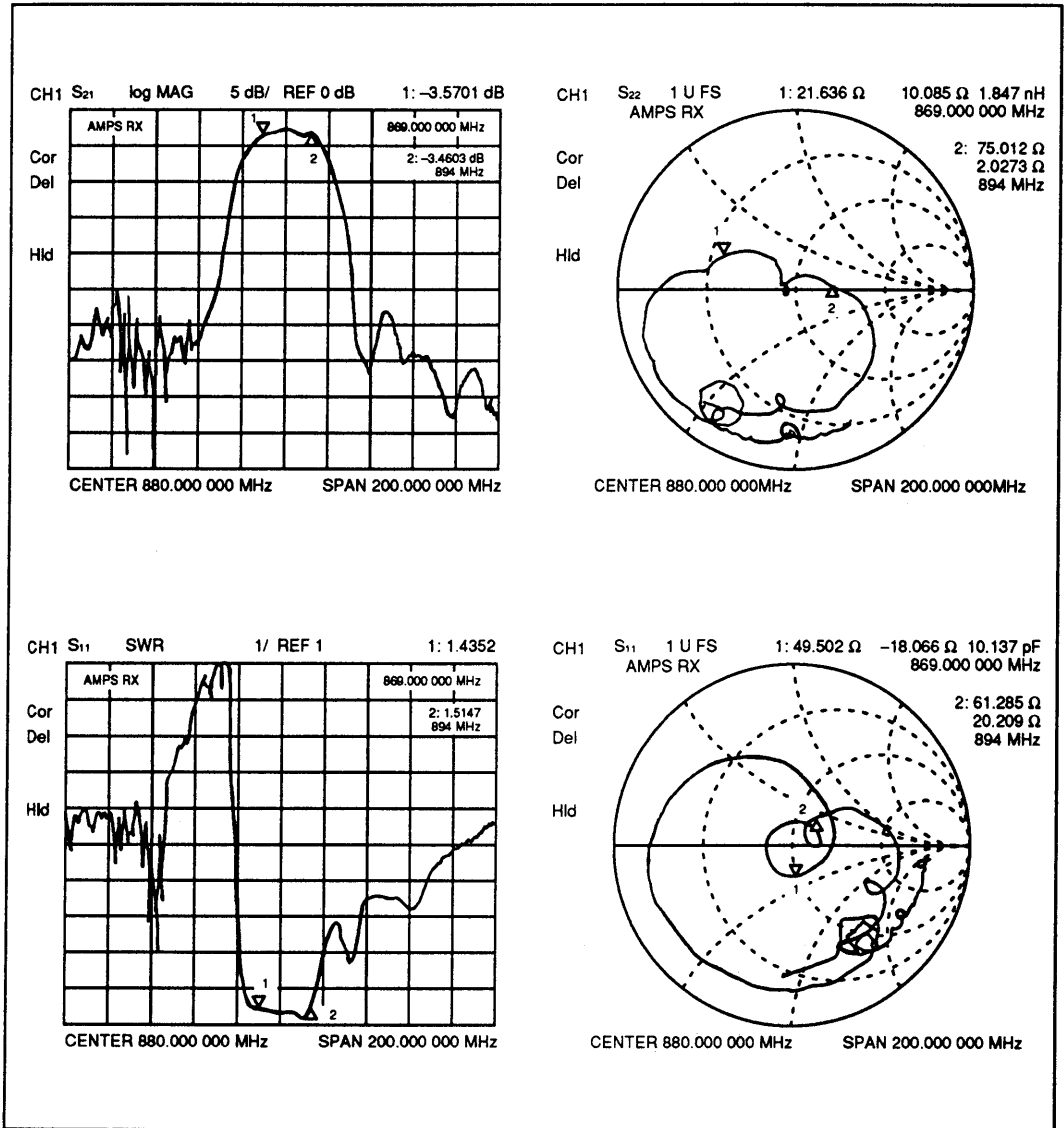 CH1 S21 log MAG 5 dB/ REF 0 dB 1: –3.5701 dB
AMPS RX
869.000 000 MHz
1
2
2: –3.4603 dB
894 MHz
Cor
Del
Hld
CENTER 880.000 000 MHz SPAN 200.000 000 MHz
CH1 S22 1 U FS 1: 21.636 Ω 10.085 Ω 1.847 nH
AMPS RX 869.000 000 MHz
Cor
Del
2: 75.012 Ω
2.0273 Ω
894 MHz
Hld
1
2
CENTER 880.000 000MHz SPAN 200.000 000MHz
CH1 S11 SWR 1/ REF 1 1: 1.4352
AMPS RX
869.000 000 MHz
Cor
Del
2: 1.5147
894 MHz
Hld
1
2
CENTER 880.000 000 MHz SPAN 200.000 000 MHz
CH1 S11 1 U FS 1: 49.502 Ω –18.066 Ω 10.137 pF
AMPS RX 869.000 000 MHz
Cor
Del
2: 61.285 Ω
20.209 Ω
894 MHz
Hld
2
1
CENTER 880.000 000 MHz SPAN 200.000 000 MHz